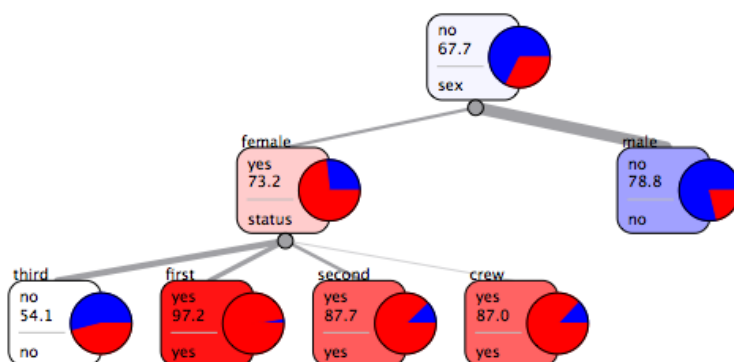 no
67.7
sex
female
yes
73.2
status
male
no
78.8
no
third
no
54.1
no
first
yes
97.2
yes
second
yes
87.7
yes
crew
yes
87.0
yes